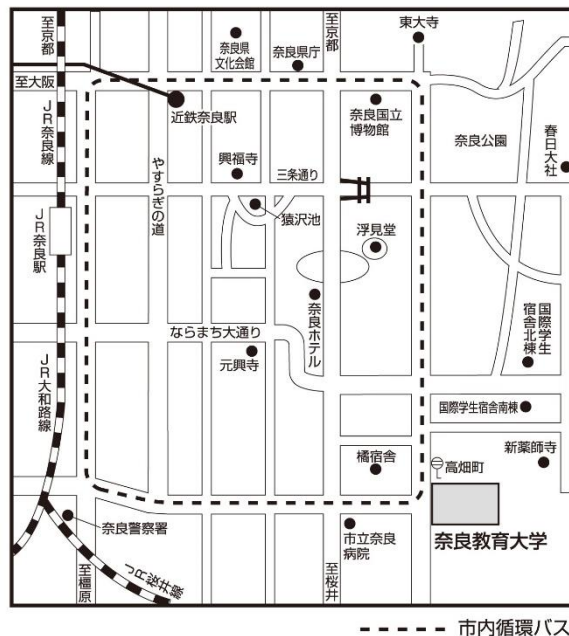 至京都
至京都
東大寺
奈良県
文化会館
奈良県庁
至大阪
近鉄奈良駅
奈良国立
博物館
奈良公園
春日大社
JR奈良線
やすらぎの道
興福寺
三条通り
猿沢池
浮見堂
JR奈良駅
奈良ホテル
ならまち大通り
元興寺
国際学生
宿舎北棟
JR大和路線
国際学生宿舎南棟
橘宿舎
高畑町
新薬師寺
奈良警察署
市立奈良
病院
奈良教育大学
至橿原
JR桜井線
至桜井
市内循環バス